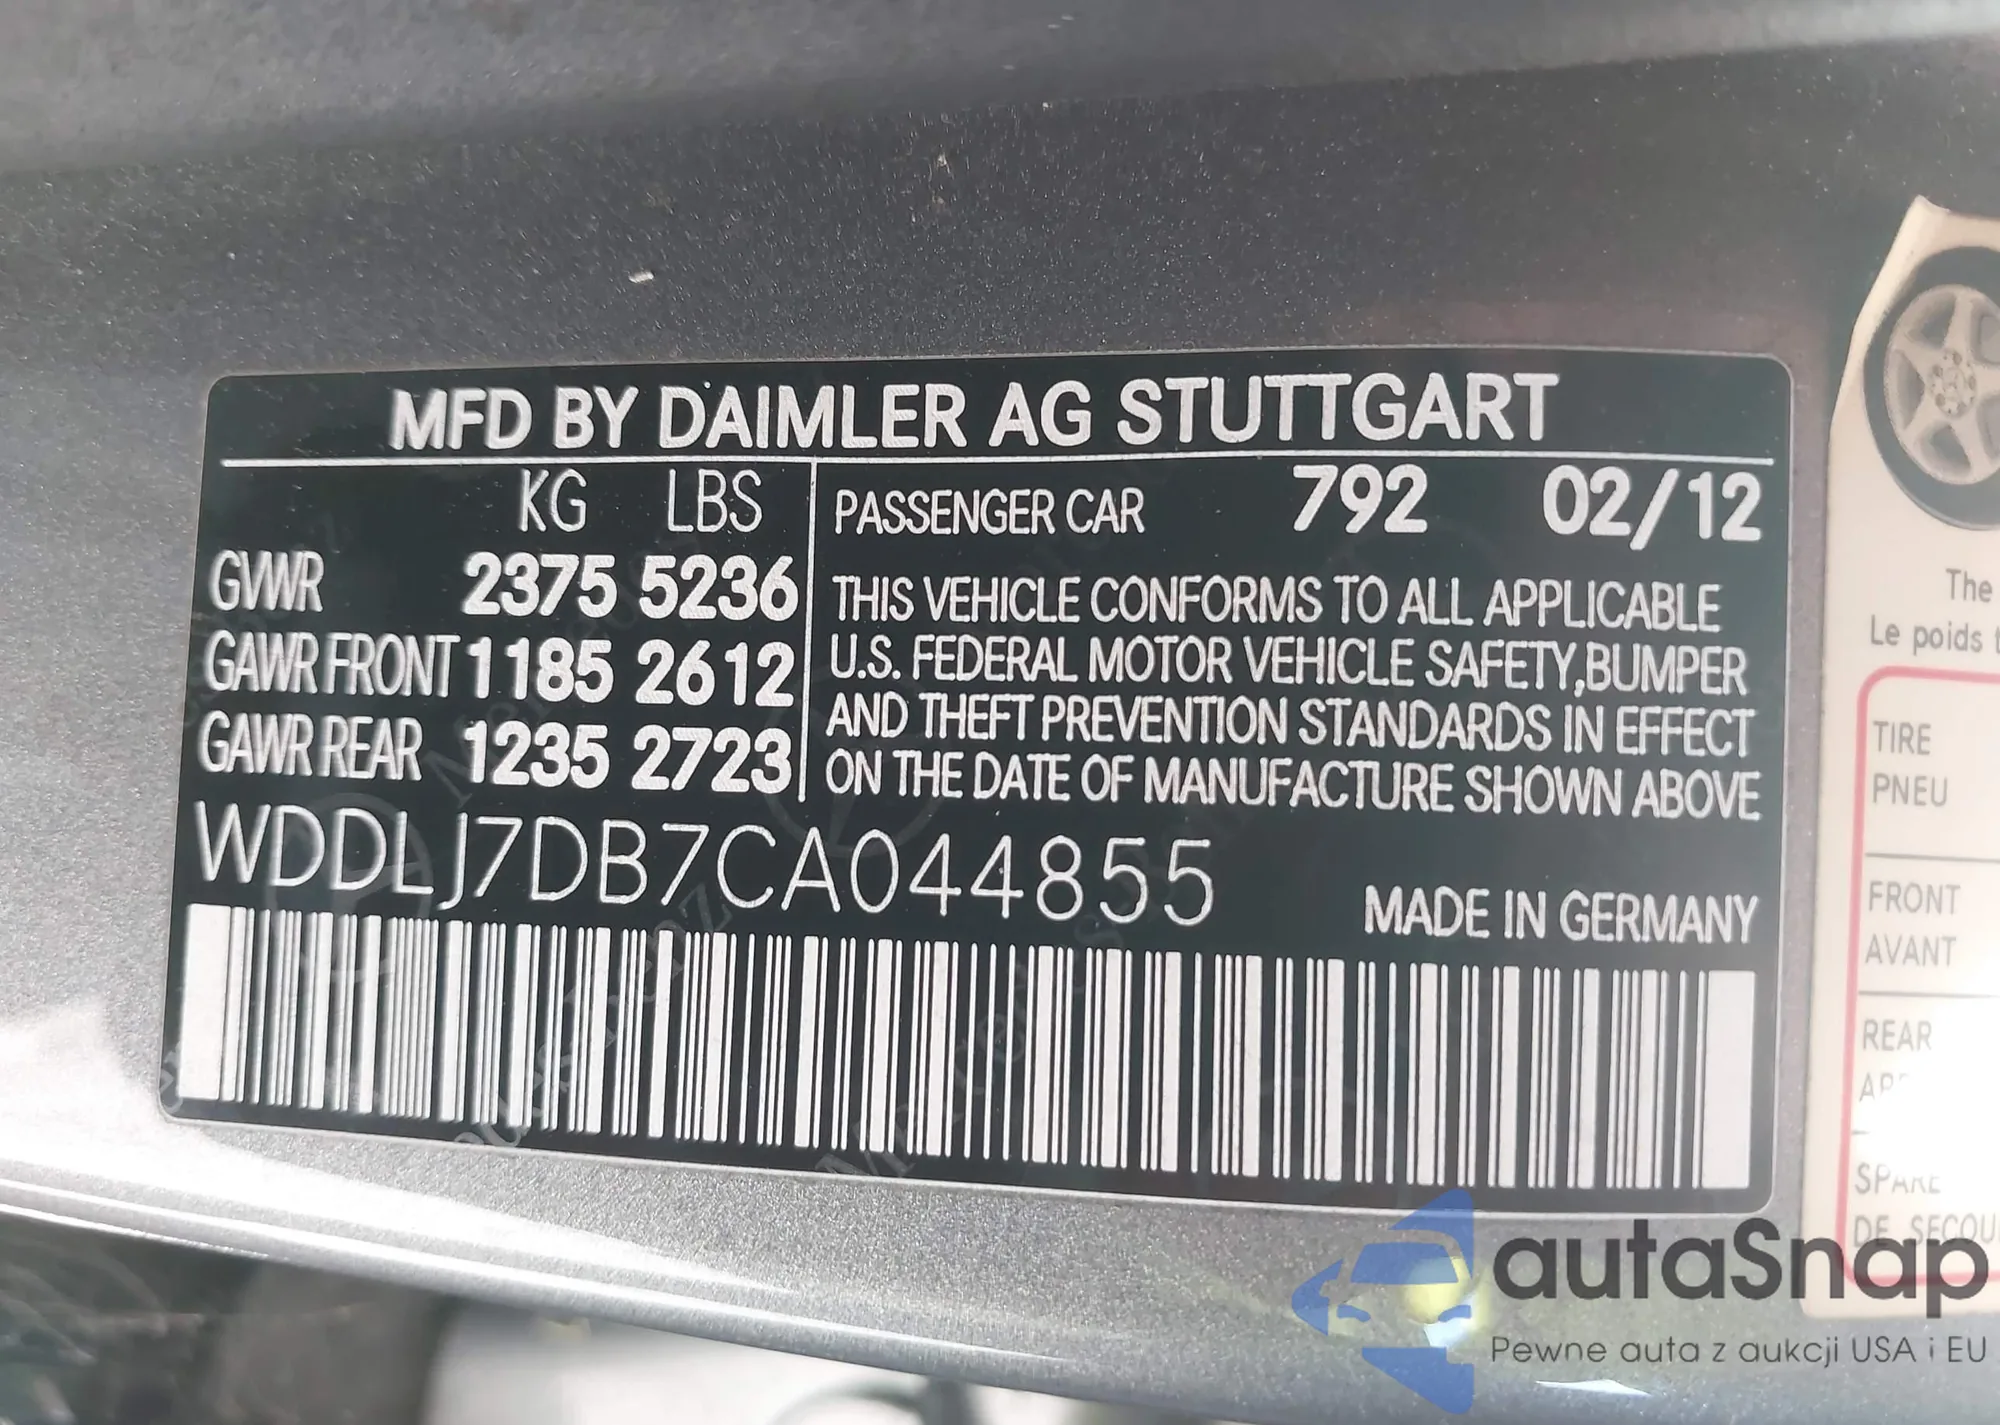 MFD BY DAIMLER AG STUTTGART
KG LBS
GVWR 2375 5236
GAWR FRONT 1185 2612
GAWR REAR 1235 2723
PASSENGER CAR 792 02/12
THIS VEHICLE CONFORMS TO ALL APPLICABLE
U.S. FEDERAL MOTOR VEHICLE SAFETY,BUMPER
AND THEFT PREVENTION STANDARDS IN EFFECT
ON THE DATE OF MANUFACTURE SHOWN ABOVE
WDDLJ7DB7CA044855
MADE IN GERMANY
The
Le poids
TIRE
PNEU
FRONT
AVANT
REAR
SPARE
DE SECOU
autaSnap
Pewne auta z aukcji USA i EU